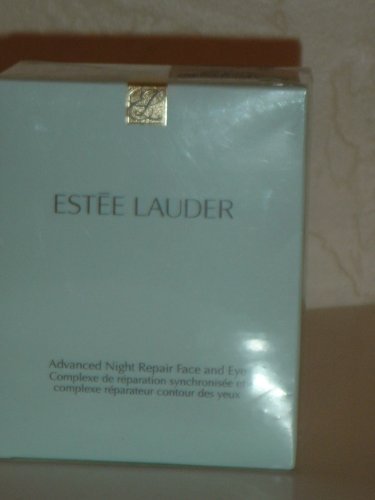 ESTĒE LAUDER
Advanced Night Repair Face and Eye
Complexe de réparation synchronisée et
complexe réparateur contour des yeux